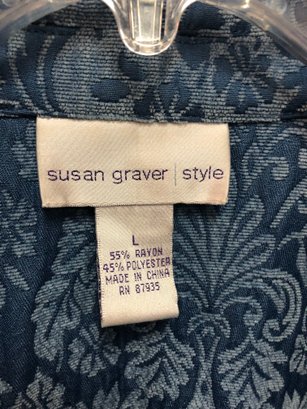 susan graver | style
L
55% RAYON
45% POLYESTER
MADE IN CHINA
RN 87935